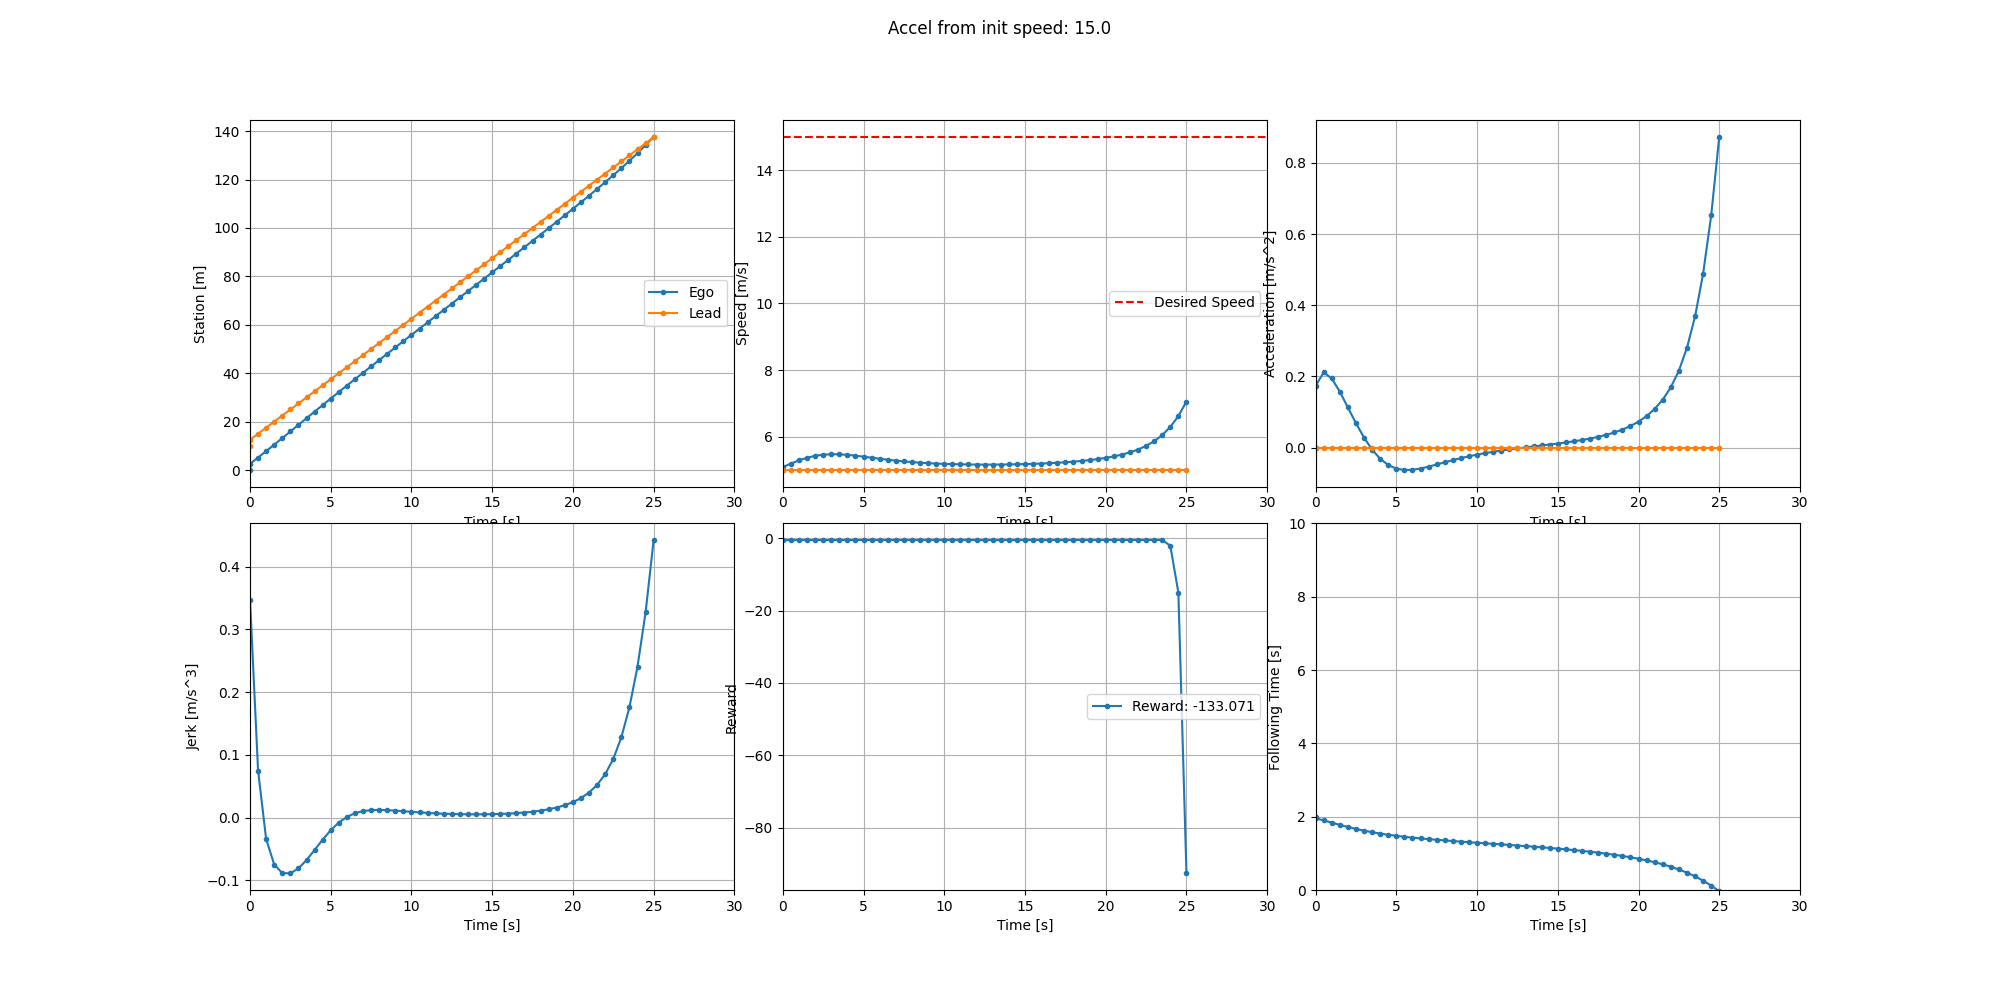 Accel from init speed: 15.0
Station [m]
140
120
100
80
60
40
20
0
Ego
Lead
0 5 10 15 20 25 30
Time [s]
Speed [m/s]
14
12
10
8
6
Desired Speed
0 5 10 15 20 25 30
Time [s]
Acceleration [m/s^2]
0.8
0.6
0.4
0.2
0.0
0 5 10 15 20 25 30
Time [s]
Jerk [m/s^3]
0.4
0.3
0.2
0.1
0.0
−0.1
0 5 10 15 20 25 30
Time [s]
Reward
0
−20
−40
−60
−80
Reward: -133.071
0 5 10 15 20 25 30
Time [s]
Following Time [s]
10
8
6
4
2
0
0 5 10 15 20 25 30
Time [s]